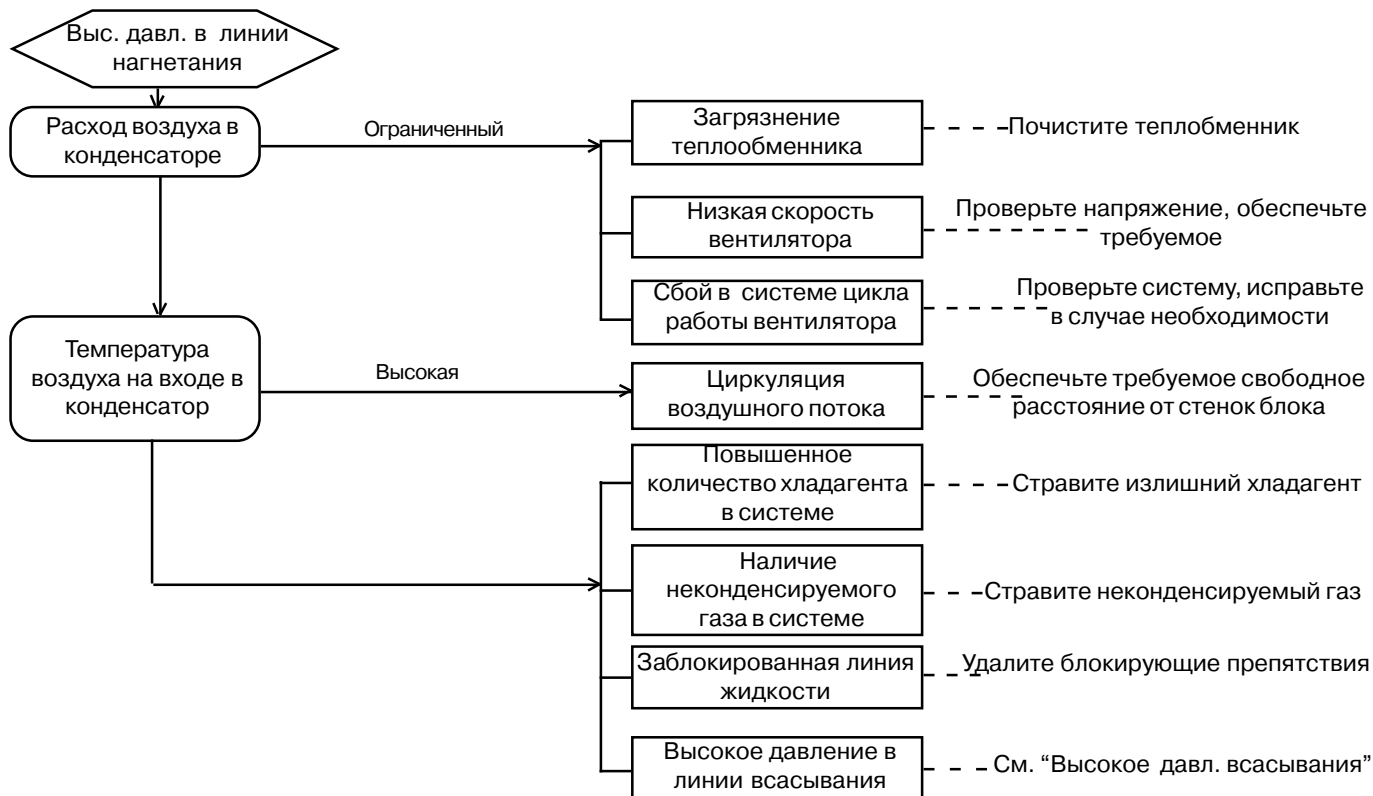 Выс. давл. в линии
нагнетания
Расход воздуха в
конденсаторе
Ограниченный
Загрязнение
теплообменника
Почистите теплобменник
Низкая скорость
вентилятора
Проверьте напряжение, обеспечьте
требуемое
Сбой в системе цикла
работы вентилятора
Проверьте систему, исправьте
в случае необходимости
Температура
воздуха на входе в
конденсатор
Высокая
Циркуляция
воздушного потока
Обеспечьте требуемое свободное
расстояние от стенок блока
Повышенное
количество хладагента
в системе
Стравите излишний хладагент
Наличие
неконденсируемого
газа в системе
Стравите неконденсируемый газ
Заблокированная линия
жидкости
Удалите блокирующие препятствия
Высокое давление в
линии всасывания
См. “Высокое давл. всасывания”